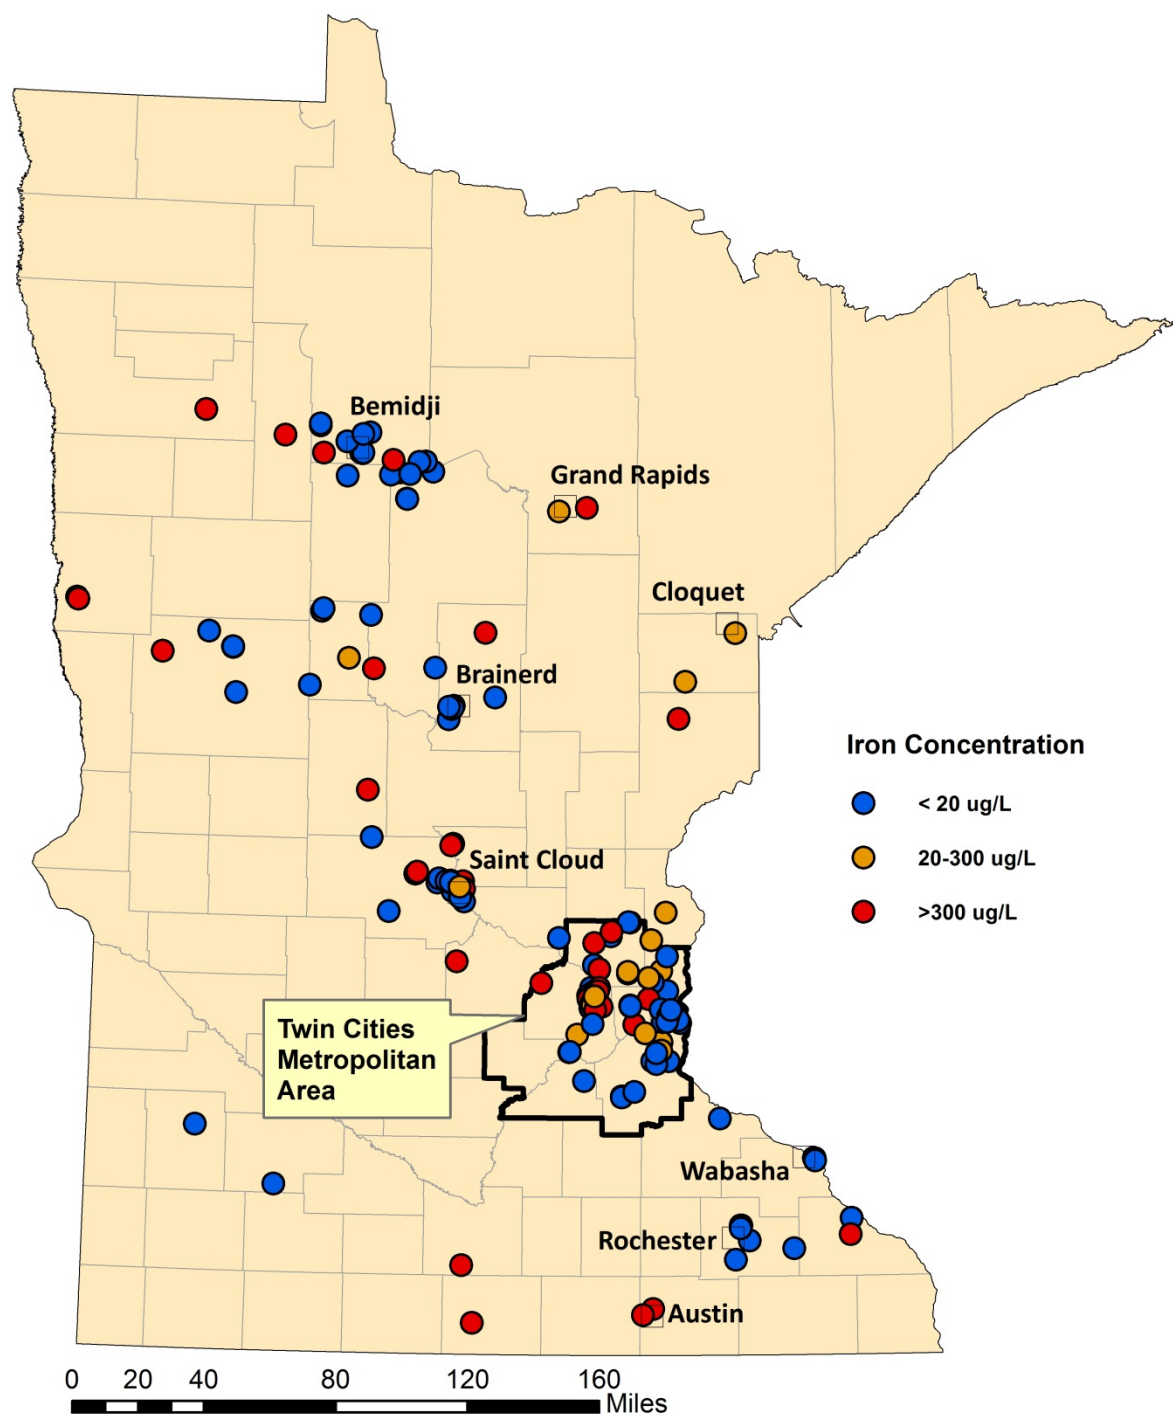 Bemidji
Grand Rapids
Cloquet
Brainerd
Iron Concentration
< 20 ug/L
20-300 ug/L
>300 ug/L
Saint Cloud
Twin Cities
Metropolitan
Area
Wabasha
Rochester
Austin
0 20 40 80 120 160
Miles